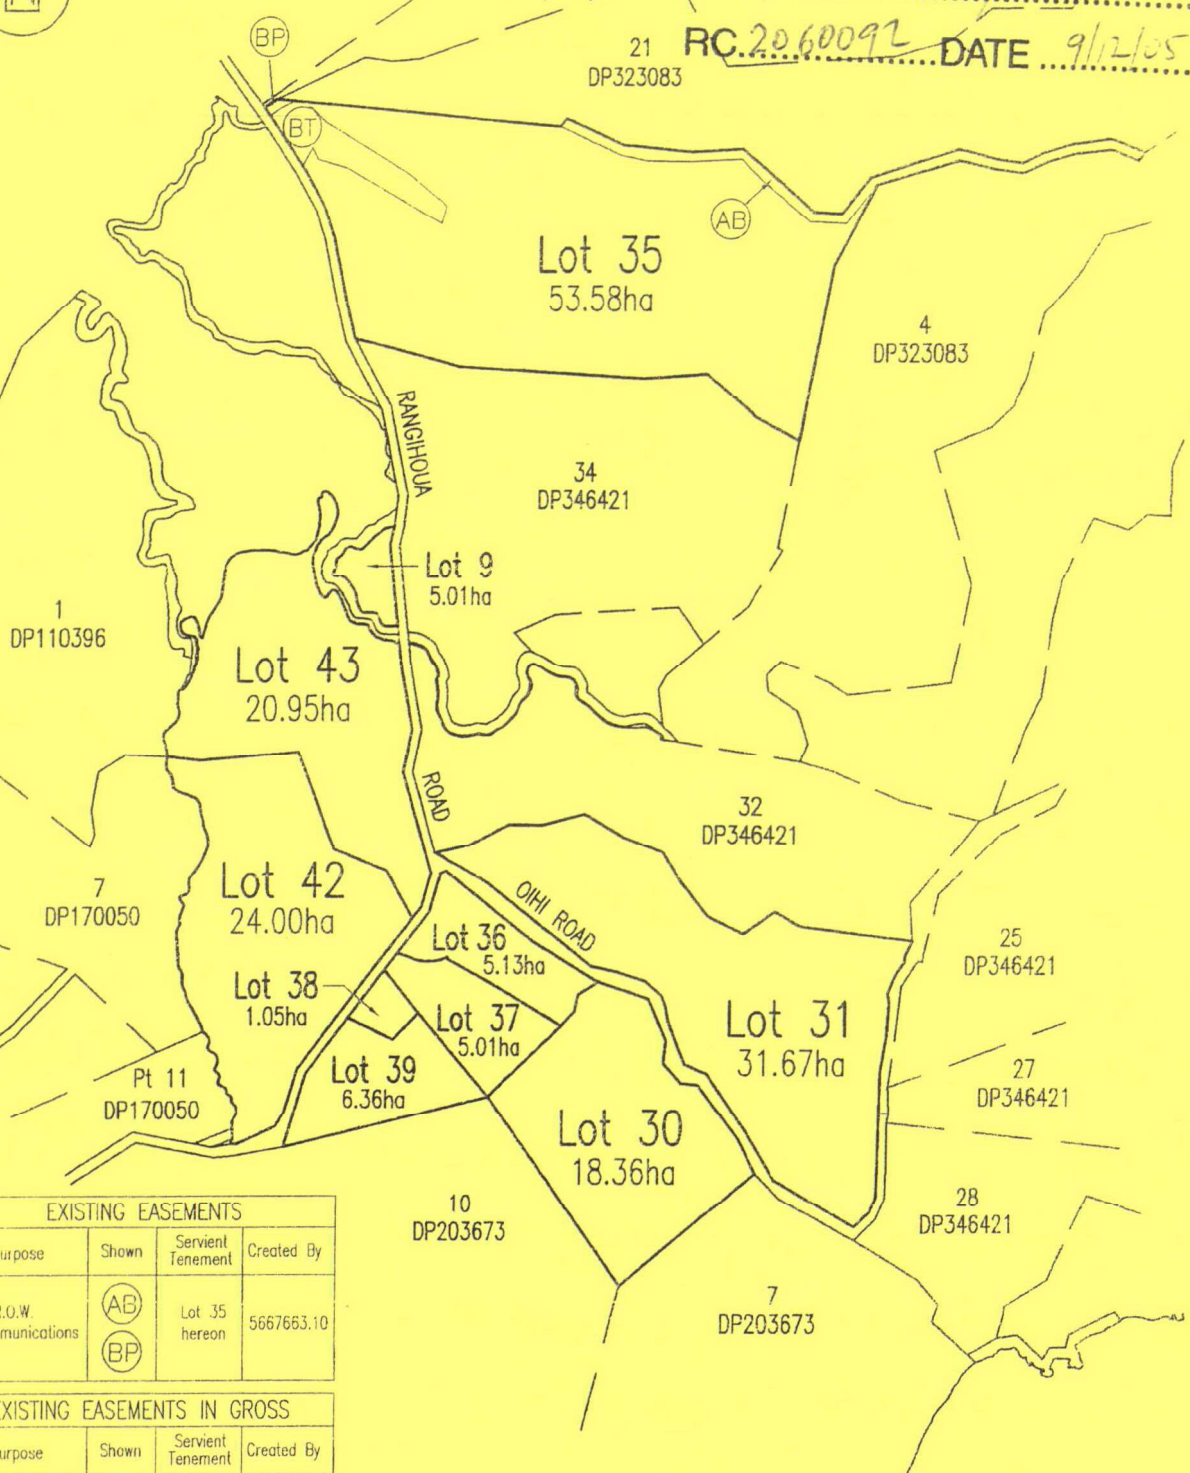 21 RC. 2060092 DATE 9/12/05
DP323083
BP
BT
AB
Lot 35
53.58ha
4
DP323083
RANGIHOUA
34
DP346421
Lot 9
5.01ha
1
DP110396
Lot 43
20.95ha
ROAD
32
DP346421
7
DP170050
Lot 42
24.00ha
OIHI ROAD
Lot 36
5.13ha
25
DP346421
Lot 38
1.05ha
Lot 37
5.01ha
Lot 31
31.67ha
Pt 11
DP170050
Lot 39
6.36ha
27
DP346421
Lot 30
18.36ha
10
DP203673
28
DP346421
7
DP203673
EXISTING EASEMENTS
urpose Shown Servient Tenement Created By
.O.W.
munications
AB
BP
Lot 35
hereon
5667663.10
XISTING EASEMENTS IN GROSS
urpose Shown Servient Tenement Created By